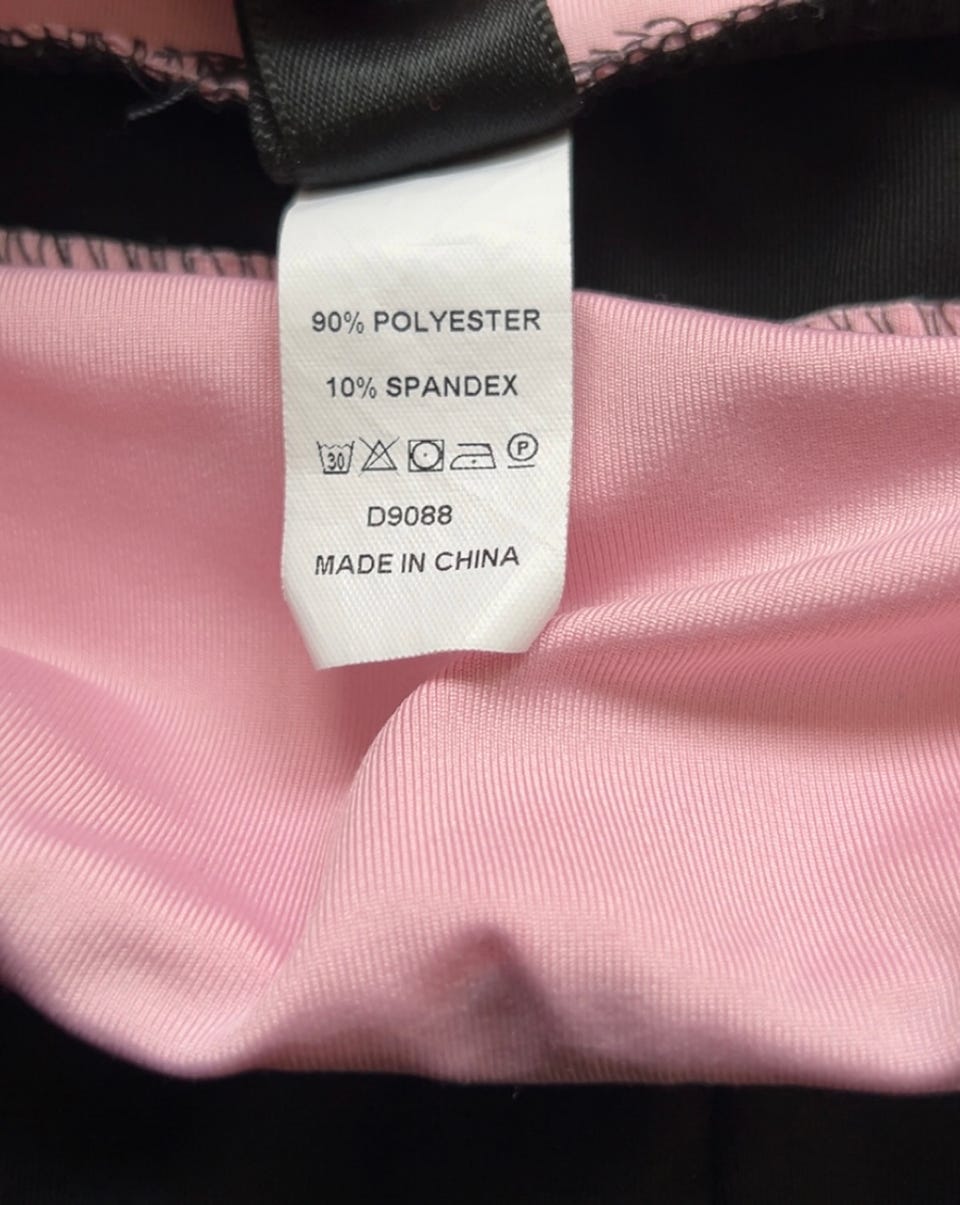 90% POLYESTER
10% SPANDEX
30 P
D9088
MADE IN CHINA